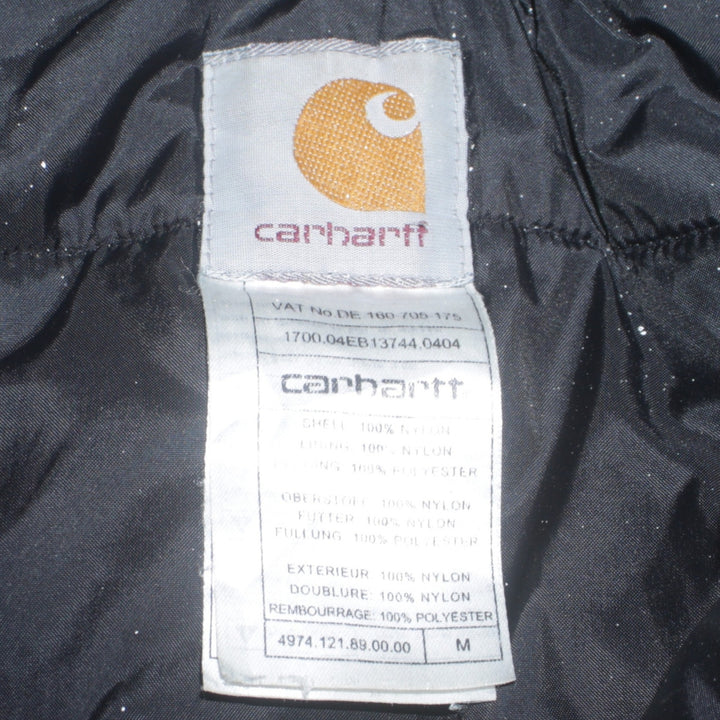 carhartt
VAT No.DE 160 705 175
1700.04EB13744.0404
carhartt
SHELL: 100% NYLON
LINING: 100% NYLON
FILLING: 100% POLYESTER
OBERSTOFF: 100% NYLON
FUTTER: 100% NYLON
FÜLLUNG: 100% POLYESTER
EXTERIEUR: 100% NYLON
DOUBLURE: 100% NYLON
REMBOURRAGE: 100% POLYESTER
4974.121.89.00.00 M